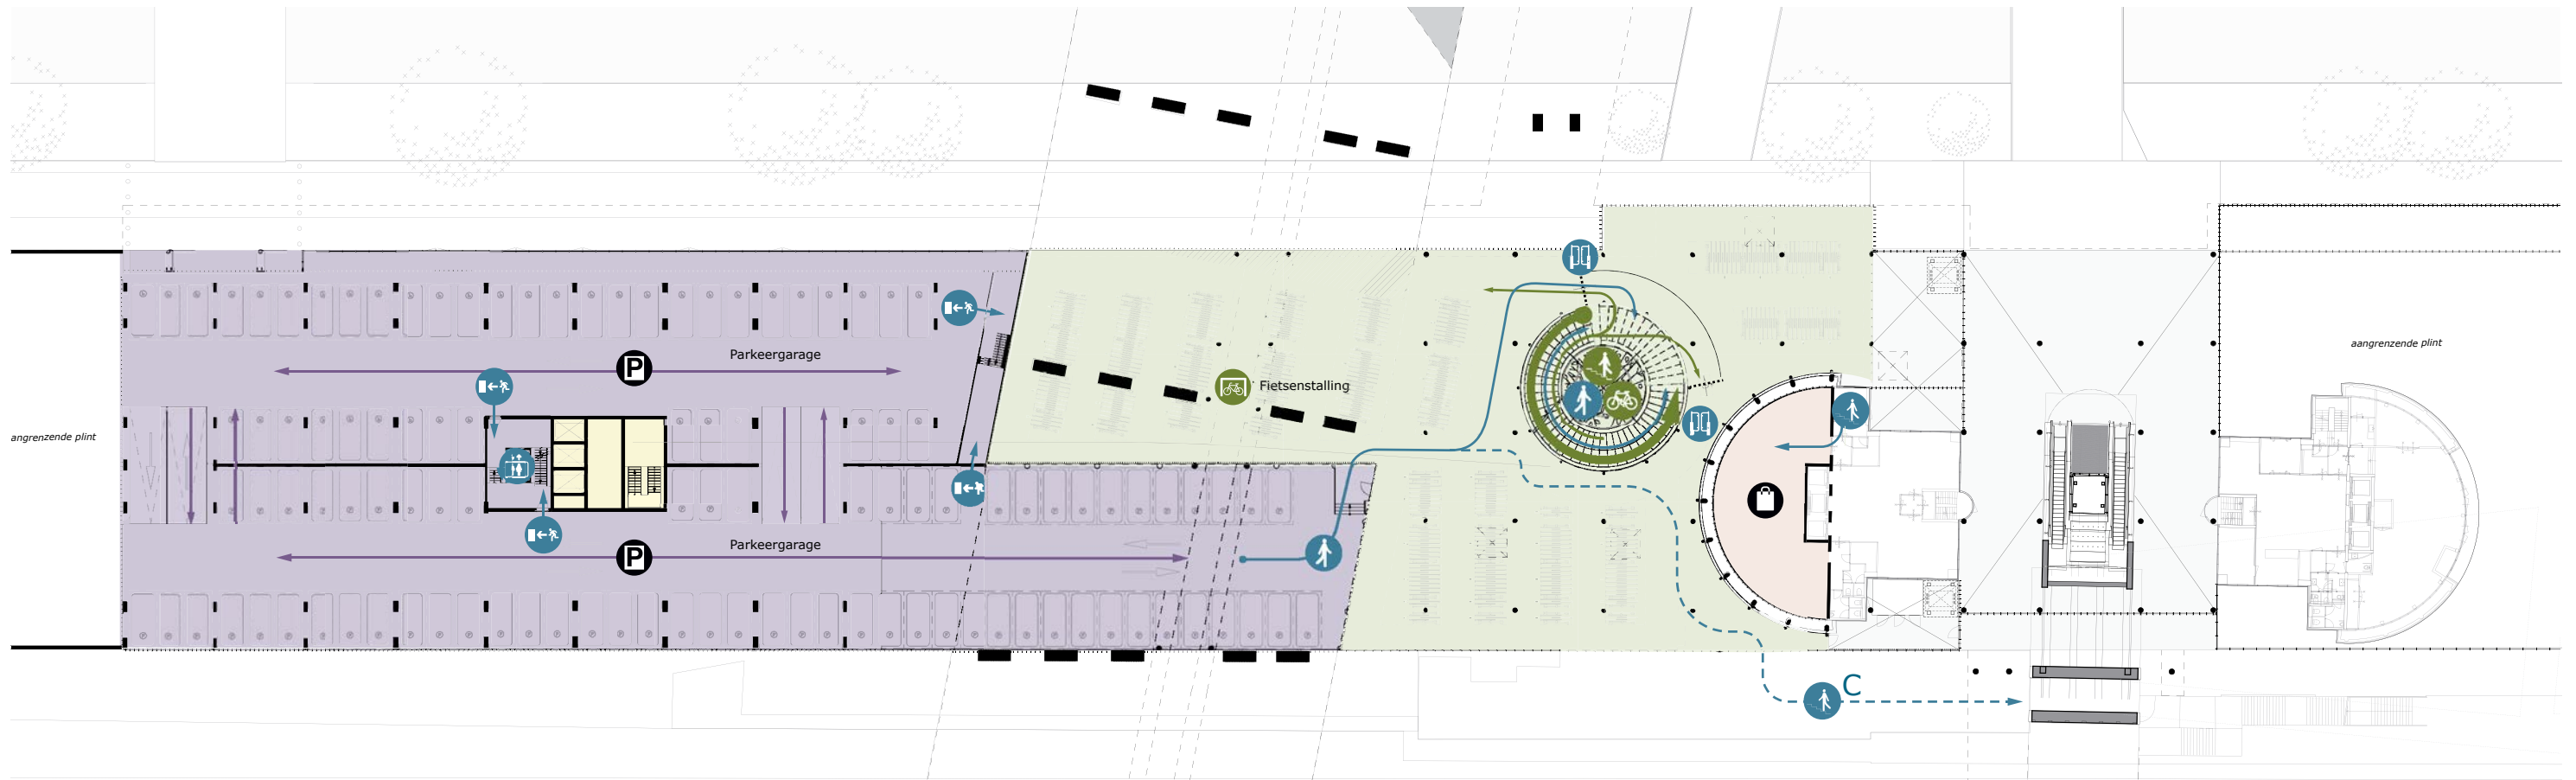 Parkeergarage
P
aangrenzende plint
Fietsenstalling
angrenzende plint
Parkeergarage
P
C